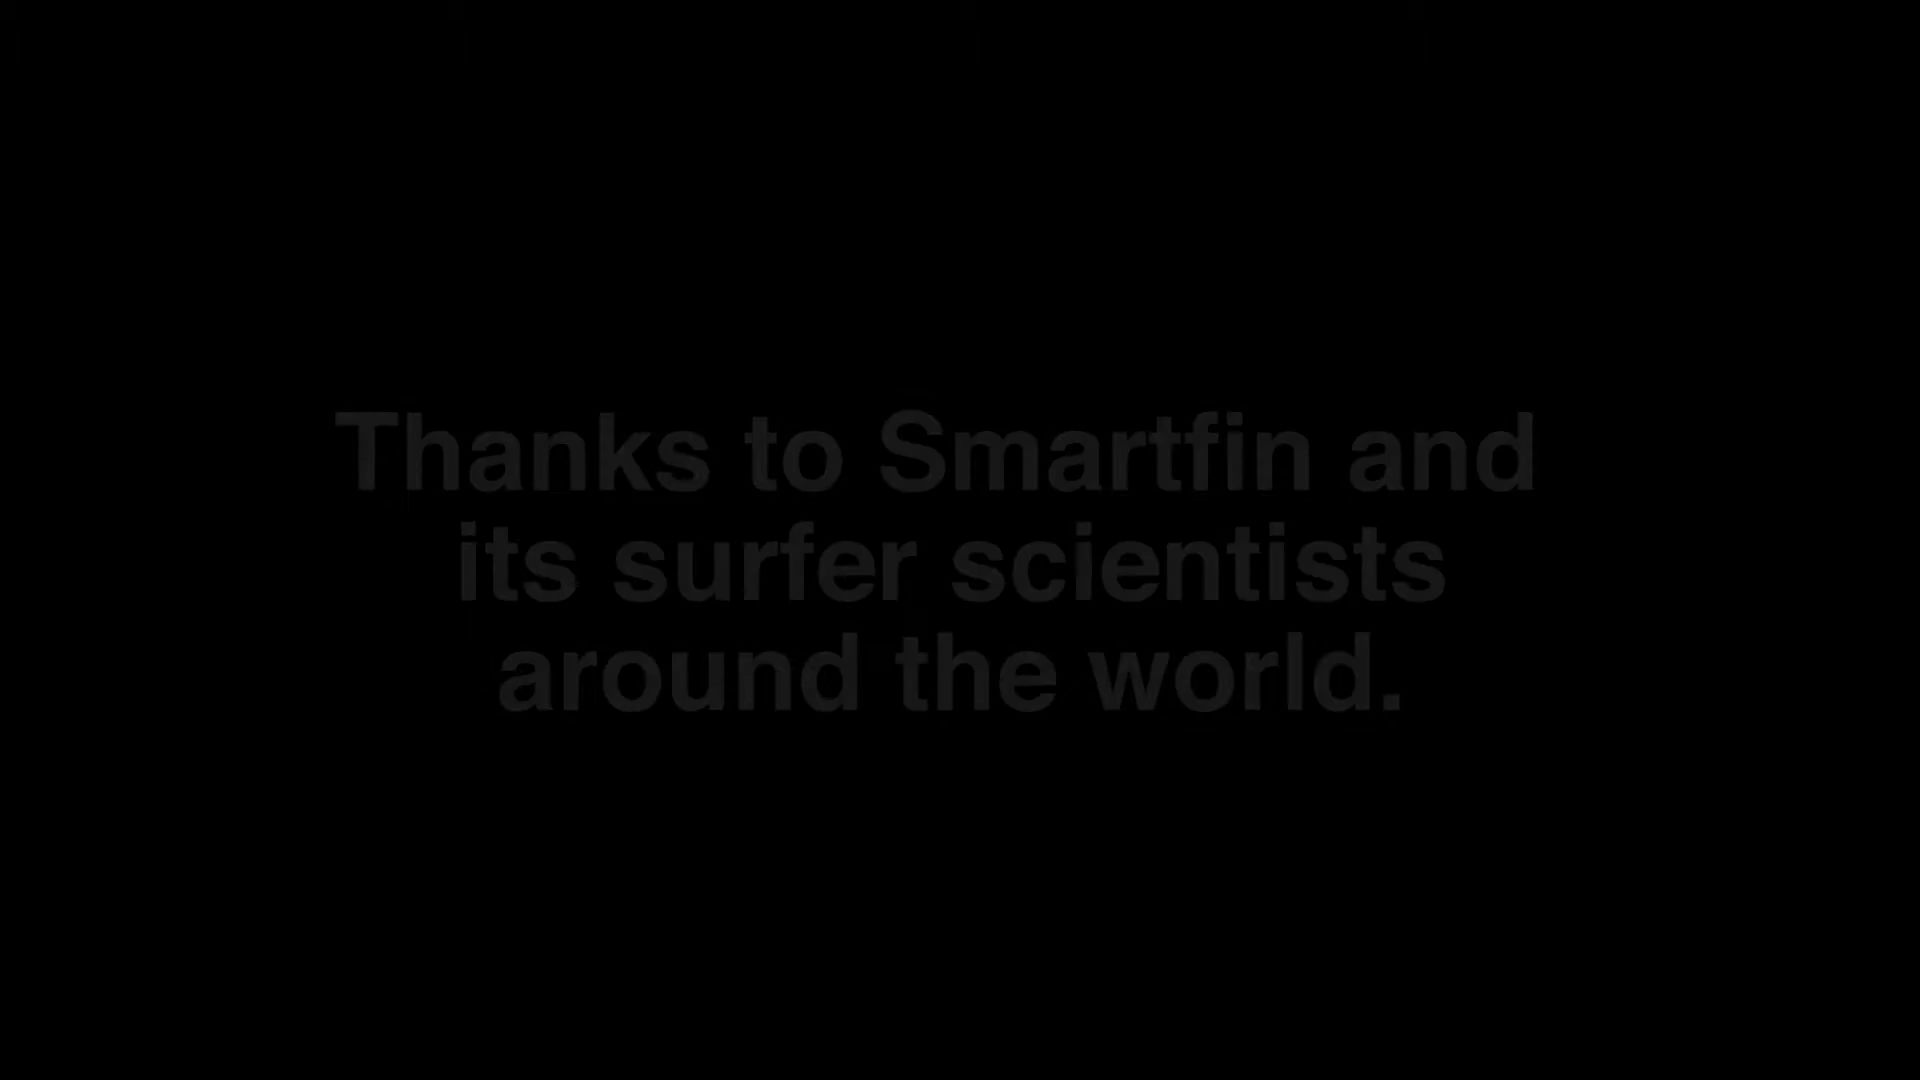 Thanks to Smartfin and
its surfer scientists
around the world.